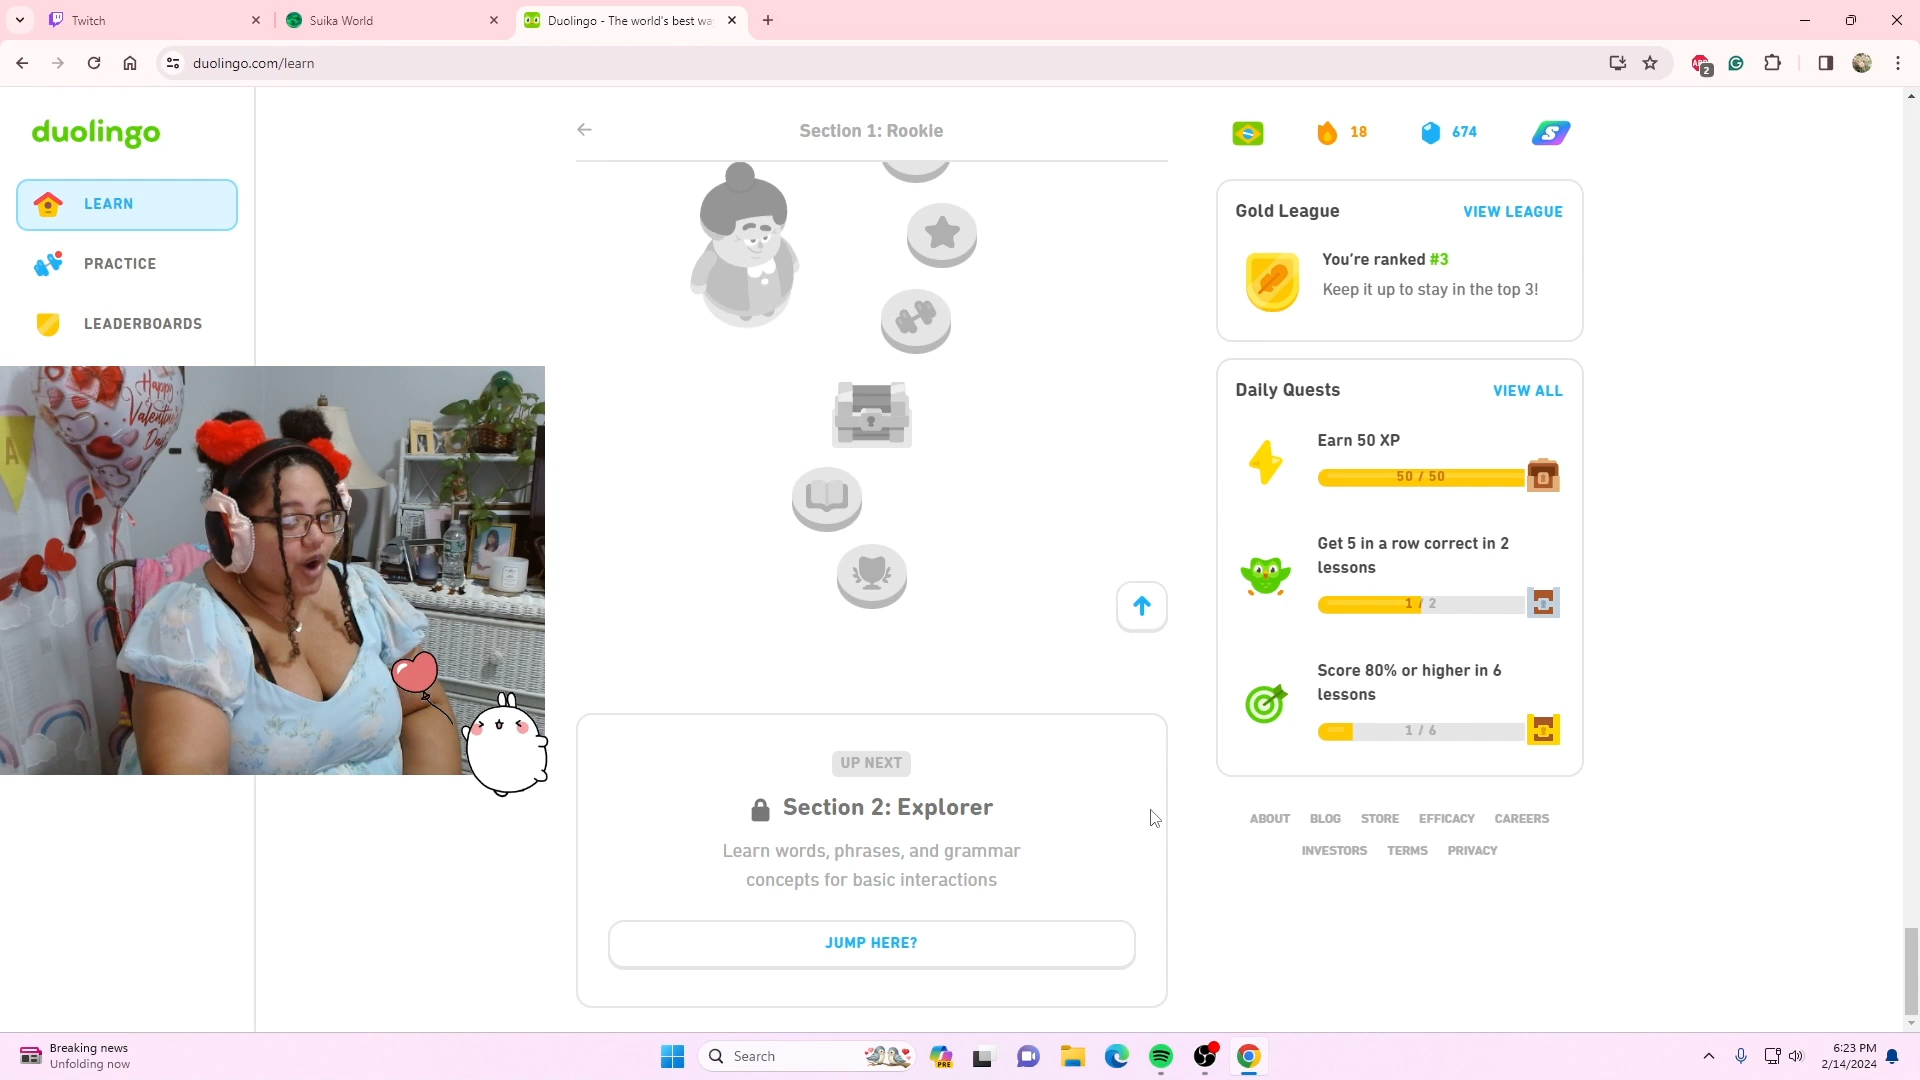 Twitch
Suika World
Duolingo - The world's best wa
duolingo.com/learn
2
duolingo
LEARN
PRACTICE
LEADERBOARDS
Section 1: Rookie
18
674
S
Gold League
VIEW LEAGUE
You're ranked #3
Keep it up to stay in the top 3!
Daily Quests
VIEW ALL
Earn 50 XP
50 / 50
Get 5 in a row correct in 2
lessons
1 / 2
Score 80% or higher in 6
lessons
1 / 6
Happy
Valentine's
Day!
A
UP NEXT
Section 2: Explorer
Learn words, phrases, and grammar
concepts for basic interactions
JUMP HERE?
ABOUT
BLOG
STORE
EFFICACY
CAREERS
INVESTORS
TERMS
PRIVACY
Breaking news
Unfolding now
Search
PRE
6:23 PM
2/14/2024